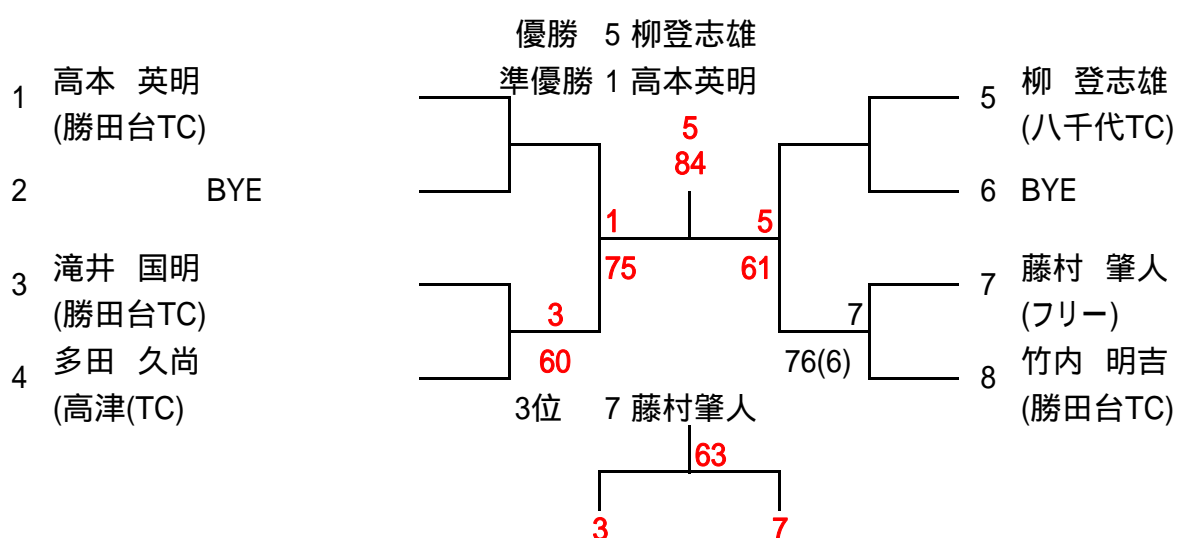 優勝 5 柳登志雄
準優勝 1 高本英明
1 高本 英明
(勝田台TC)
2 BYE
3 滝井 国明
(勝田台TC)
4 多田 久尚
(高津(TC)
5
84
1
75
5
61
3
60
7
76(6)
5 柳 登志雄
(八千代TC)
6 BYE
7 藤村 肇人
(フリー)
8 竹内 明吉
(勝田台TC)
3位 7 藤村肇人
63
3 7